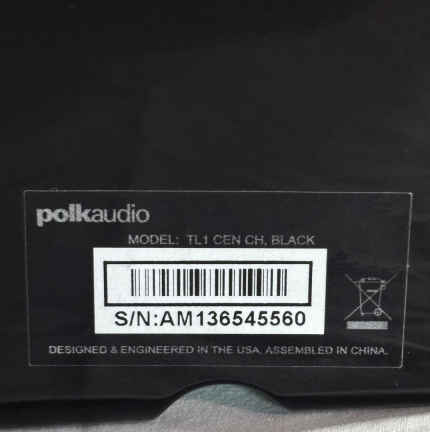 polkaudio
MODEL: TL1 CEN CH, BLACK
S/N:AM136545560
DESIGNED & ENGINEERED IN THE USA. ASSEMBLED IN CHINA.